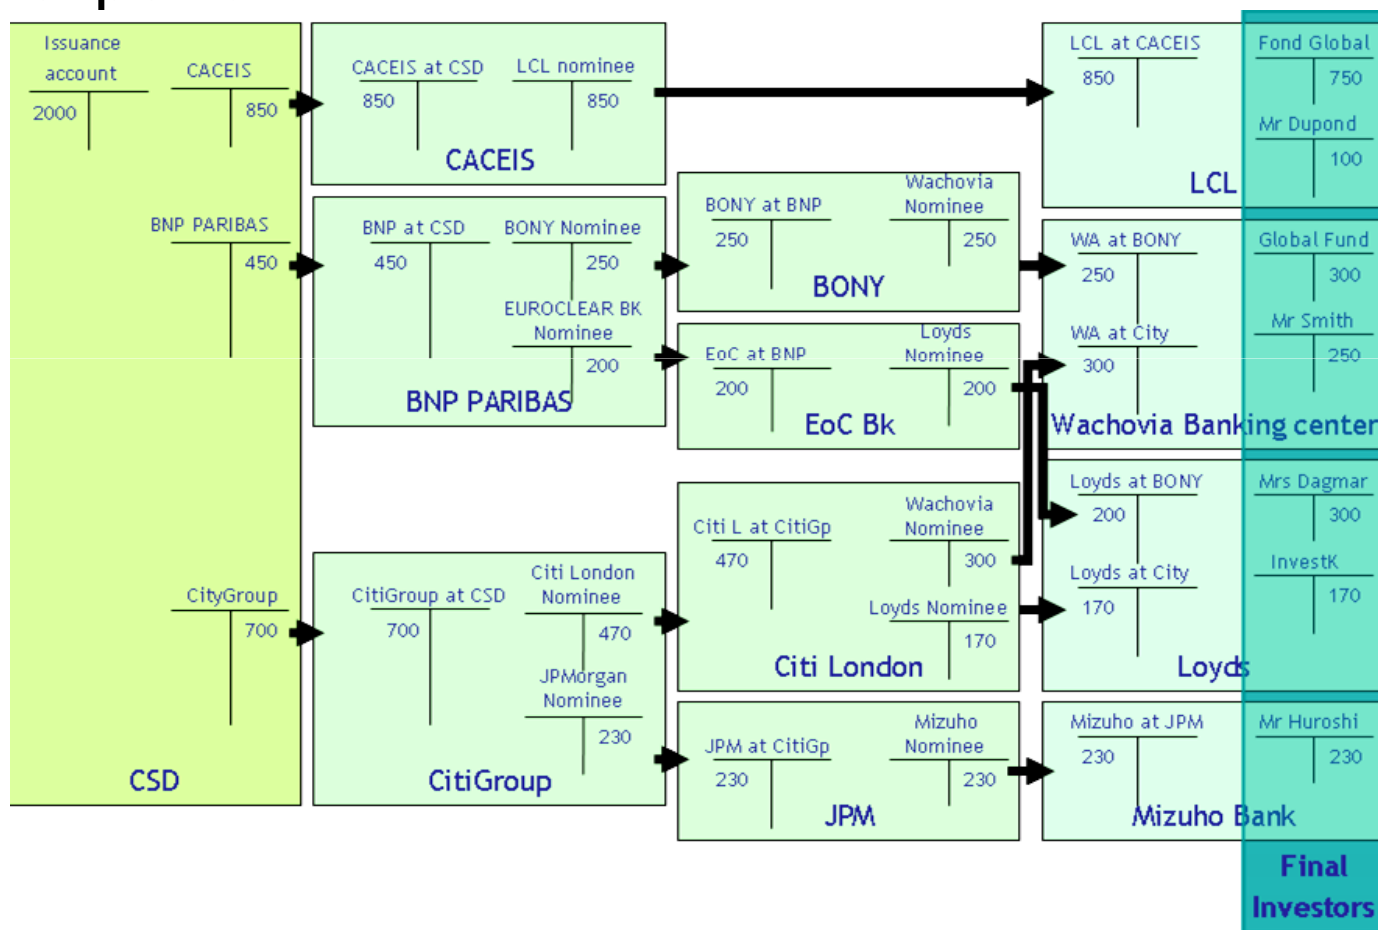 Issuance
account
2000
CACEIS
850
BNP PARIBAS
450
CityGroup
700
CSD
CACEIS at CSD
850
LCL nominee
850
CACEIS
BNP at CSD
450
BONY Nominee
250
EUROCLEAR BK
Nominee
200
BNP PARIBAS
CitiGroup at CSD
700
Citi London
Nominee
470
JPMorgan
Nominee
230
CitiGroup
BONY at BNP
250
Wachovia
Nominee
250
BONY
EoC at BNP
200
Loyds
Nominee
200
EoC Bk
Citi L at CitiGp
470
Wachovia
Nominee
300
Loyds Nominee
170
Citi London
JPM at CitiGp
230
Mizuho
Nominee
230
JPM
LCL at CACEIS
850
Fond Global
750
Mr Dupond
100
LCL
WA at BONY
250
WA at City
300
Global Fund
300
Mr Smith
250
Wachovia Banking center
Loyds at BONY
200
Loyds at City
170
Mrs Dagmar
300
InvestK
170
Loyds
Mizuho at JPM
230
Mr Huroshi
230
Mizuho Bank
Final
Investors